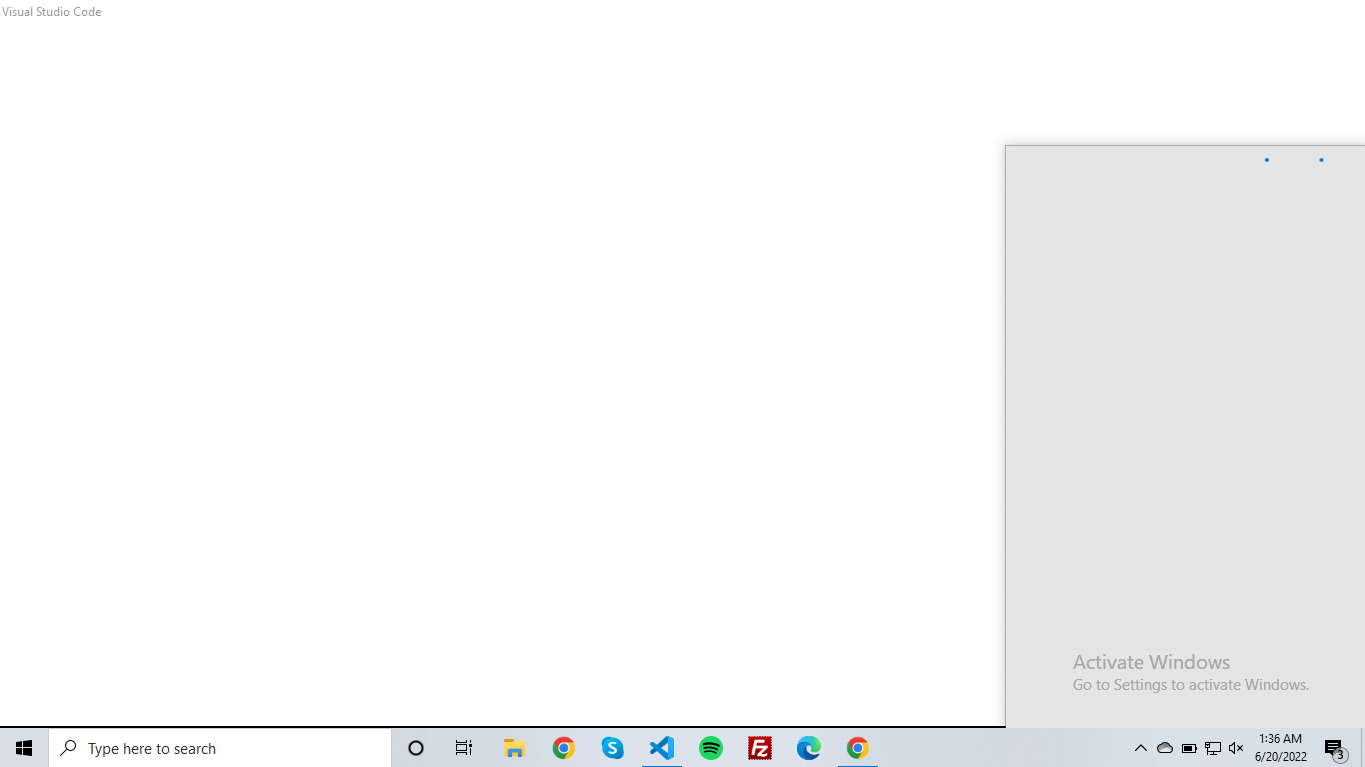 Visual Studio Code
Activate Windows
Go to Settings to activate Windows.
Type here to search
S
Fz
1:36 AM
6/20/2022
3